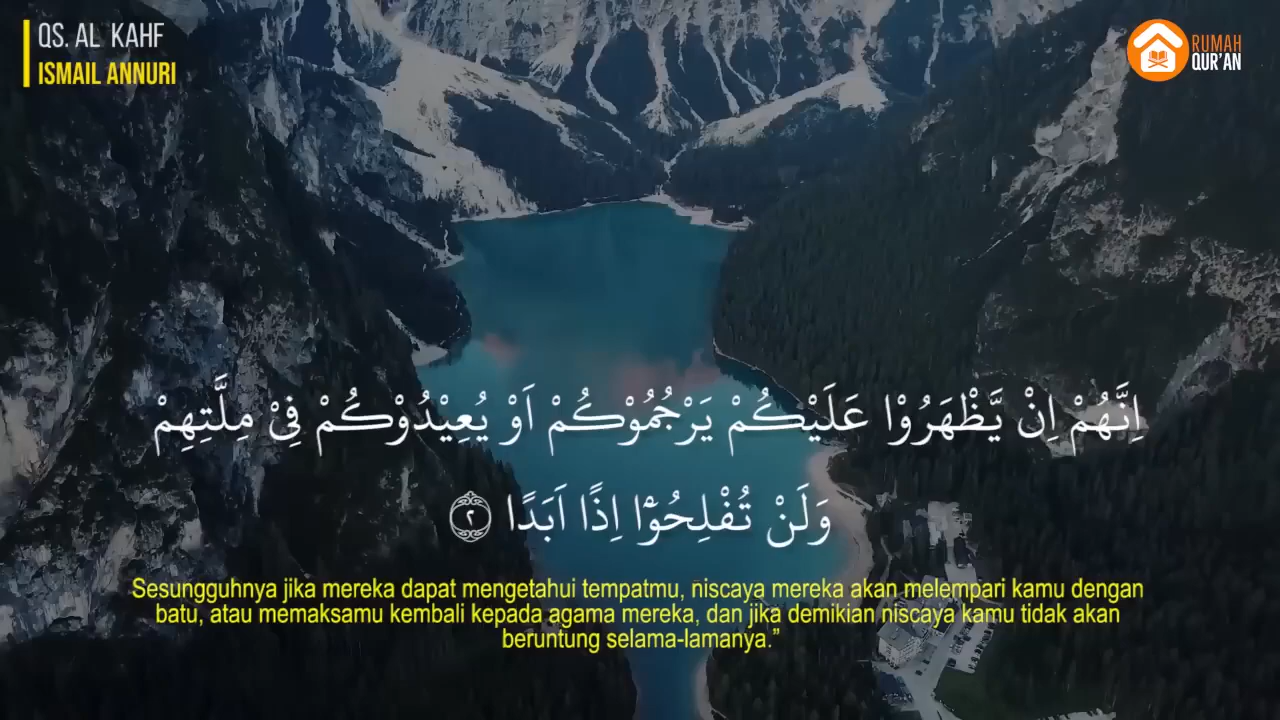 QS. AL KAHF
ISMAIL ANNURI
RUMAH
QUR'AN
اِنَّهُمْ اِنْ يَّظْهَرُوْا عَلَيْكُمْ يَرْجُمُوْكُمْ اَوْ يُعِيْدُوْكُمْ فِيْ مِلَّتِهِمْ
وَلَنْ تُفْلِحُوْٓا اِذًا اَبَدًا ٢
Sesungguhnya jika mereka dapat mengetahui tempatmu, niscaya mereka akan melempari kamu dengan
batu, atau memaksamu kembali kepada agama mereka, dan jika demikian niscaya kamu tidak akan
beruntung selama-lamanya.”